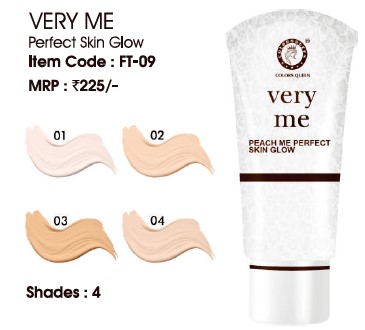 VERY ME
Perfect Skin Glow
Item Code : FT-09
MRP : ₹225/-
01
02
03
04
Shades : 4
COLORS QUEEN
very
me
PEACH ME PERFECT
SKIN GLOW